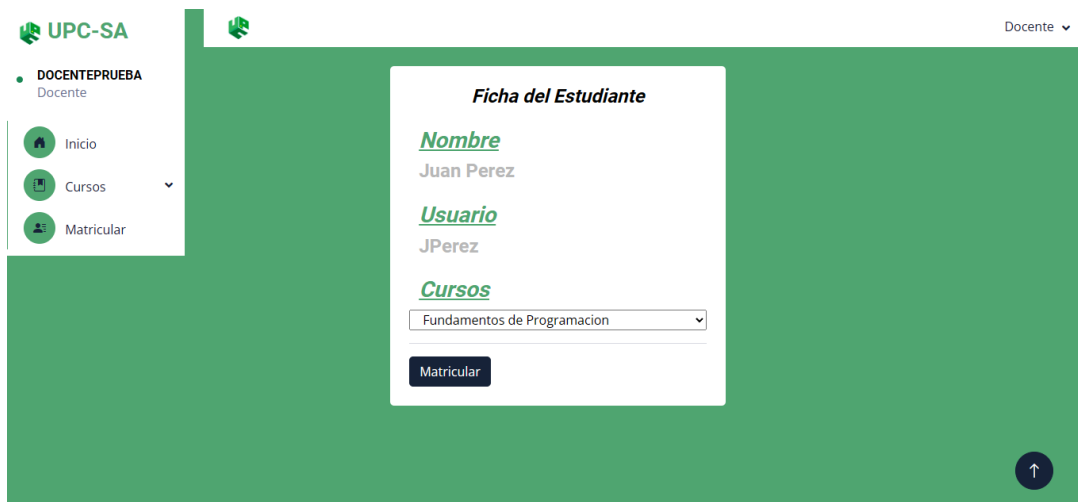 UPC-SA
DOCENTEPRUEBA
Docente
Inicio
Cursos
Matricular
Docente
Ficha del Estudiante
Nombre
Juan Perez
Usuario
JPerez
Cursos
Fundamentos de Programacion
Matricular